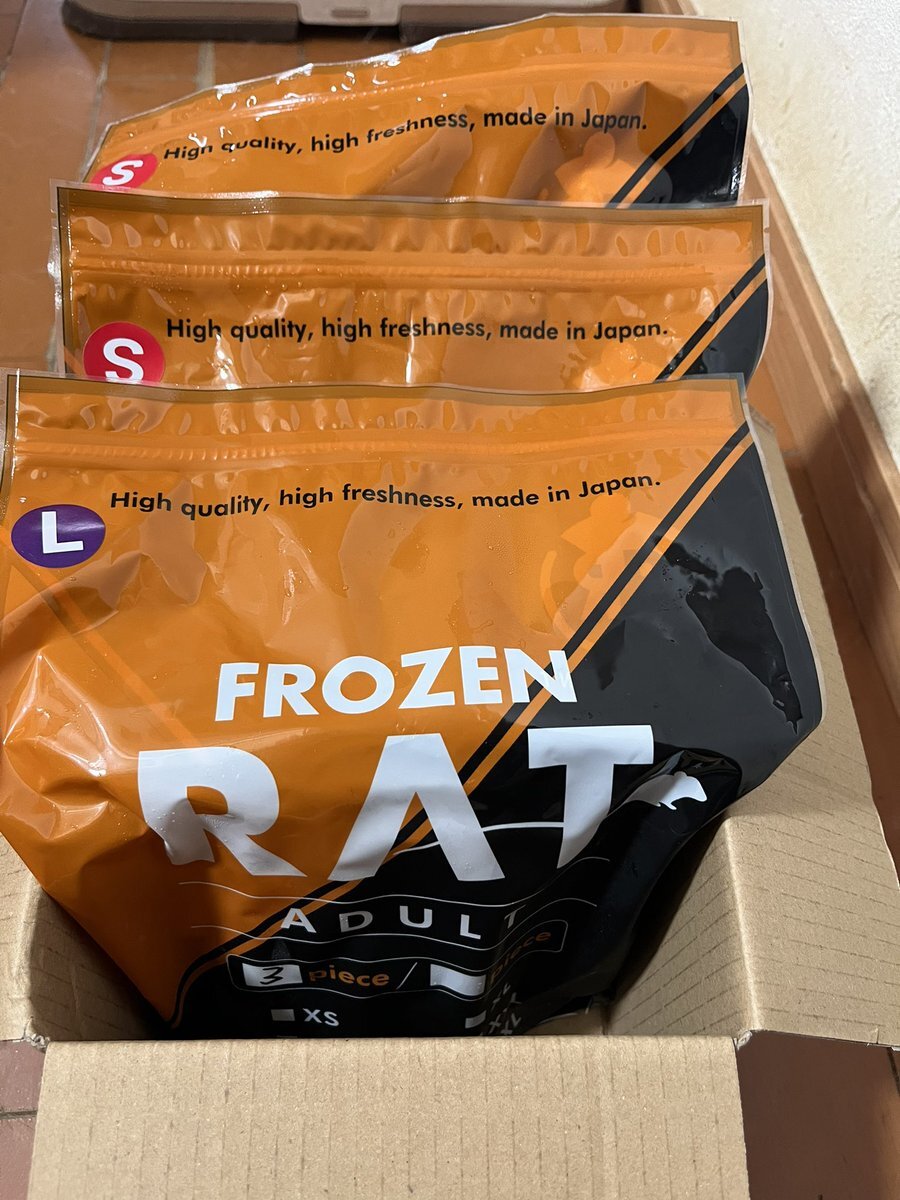 High quality, high freshness, made in Japan.
S
High quality, high freshness, made in Japan.
S
High quality, high freshness, made in Japan.
L
FROZEN
RAT
ADULT
3 piece / piece
XS